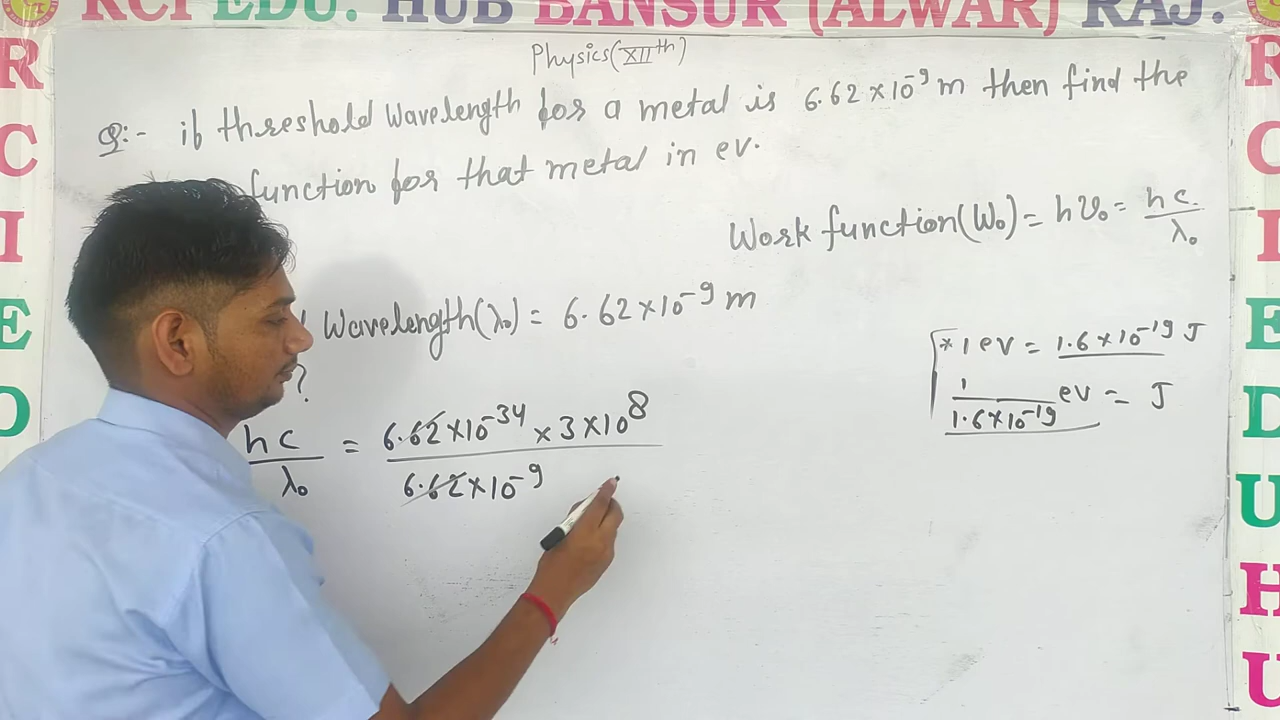 RCI EDU. HUB BANSUR (ALWAR) RAJ.
Physics(XIIth)
Q:- if threshold Wavelength for a metal is 6.62×10⁻⁹ m then find the
function for that metal in ev.
Work function(W₀) = hν₀ = hc/λ₀
Wavelength(λ₀) = 6.62×10⁻⁹ m
* 1 ev = 1.6×10⁻¹⁹ J
1/1.6×10⁻¹⁹ ev = J
?
hc/λ₀ = 6.62×10⁻³⁴ × 3×10⁸ / 6.62×10⁻⁹
R
C
I
E
D
R
C
I
E
D
U
H
U